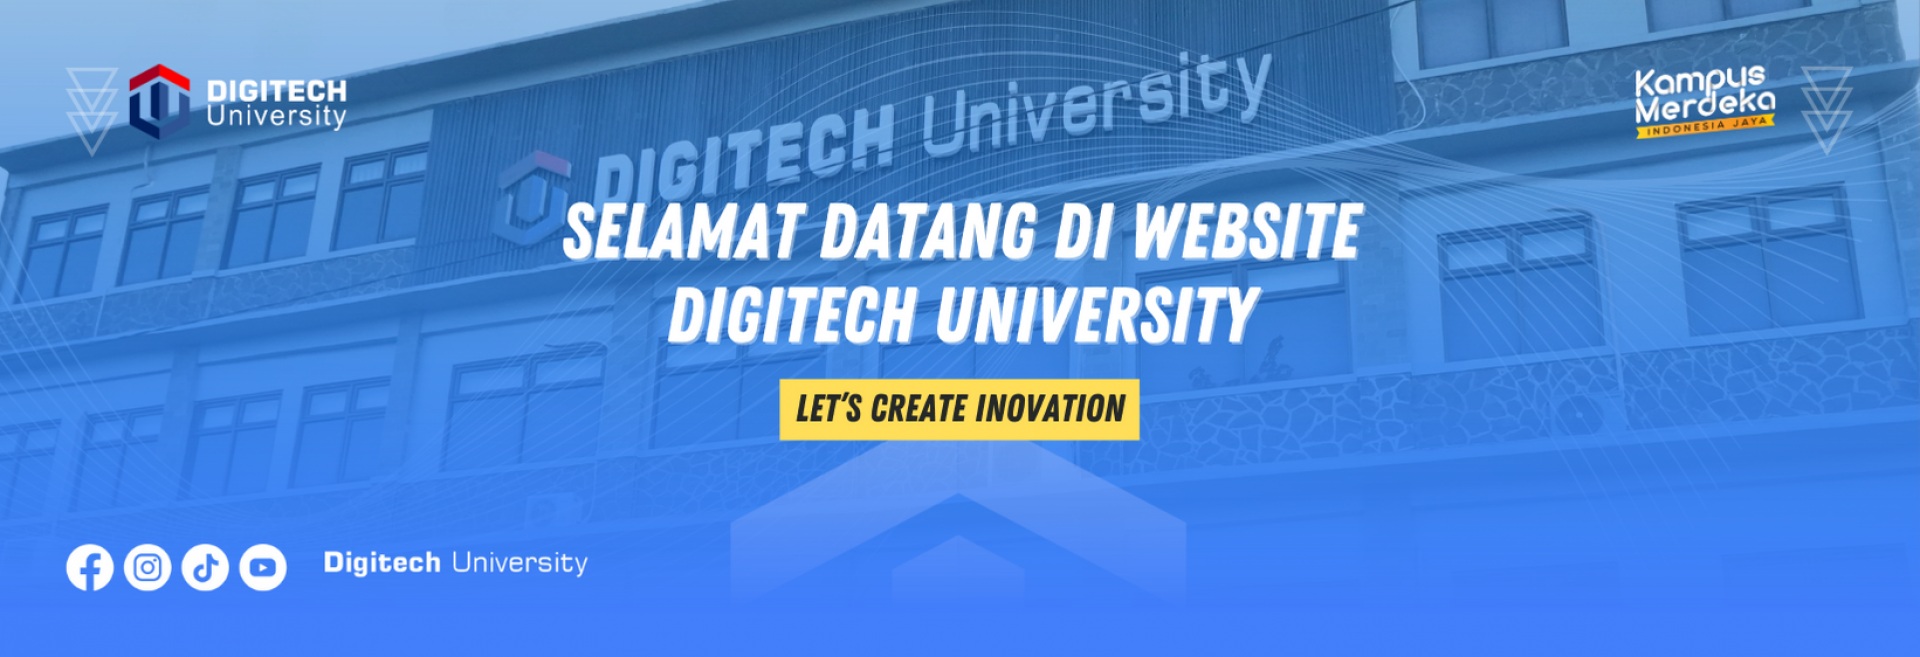 DIGITECH
University
DIGITECH University
Kampus
Merdeka
INDONESIA JAYA
SELAMAT DATANG DI WEBSITE
DIGITECH UNIVERSITY
LET'S CREATE INOVATION
Digitech University